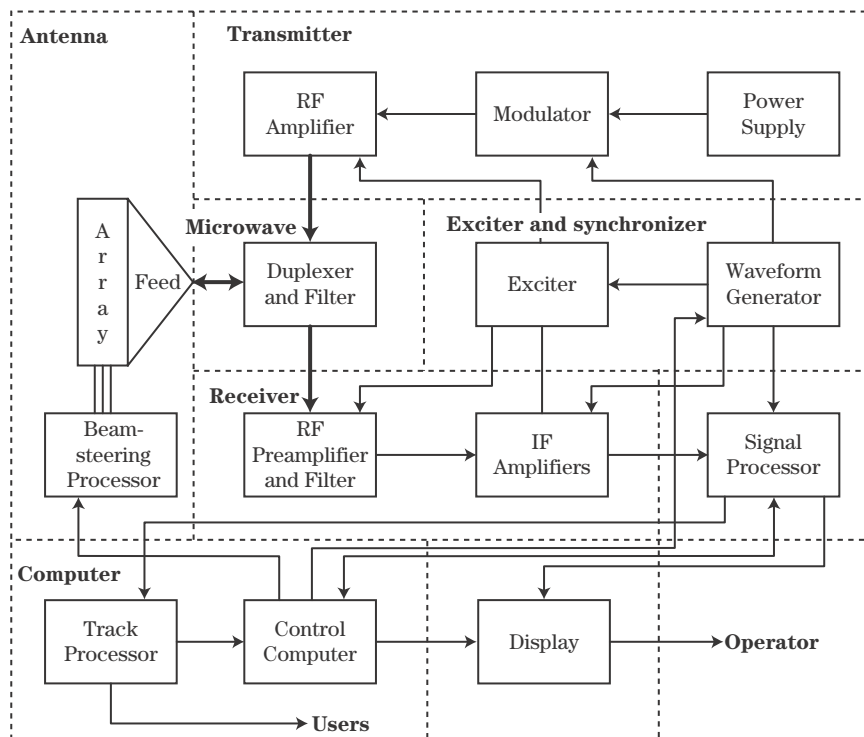 Antenna
Transmitter
RF
Amplifier
Modulator
Power
Supply
Microwave
Exciter and synchronizer
A
r
r
a
y
Feed
Duplexer
and Filter
Exciter
Waveform
Generator
Receiver
Beam-
steering
Processor
RF
Preamplifier
and Filter
IF
Amplifiers
Signal
Processor
Computer
Track
Processor
Control
Computer
Display
Operator
Users